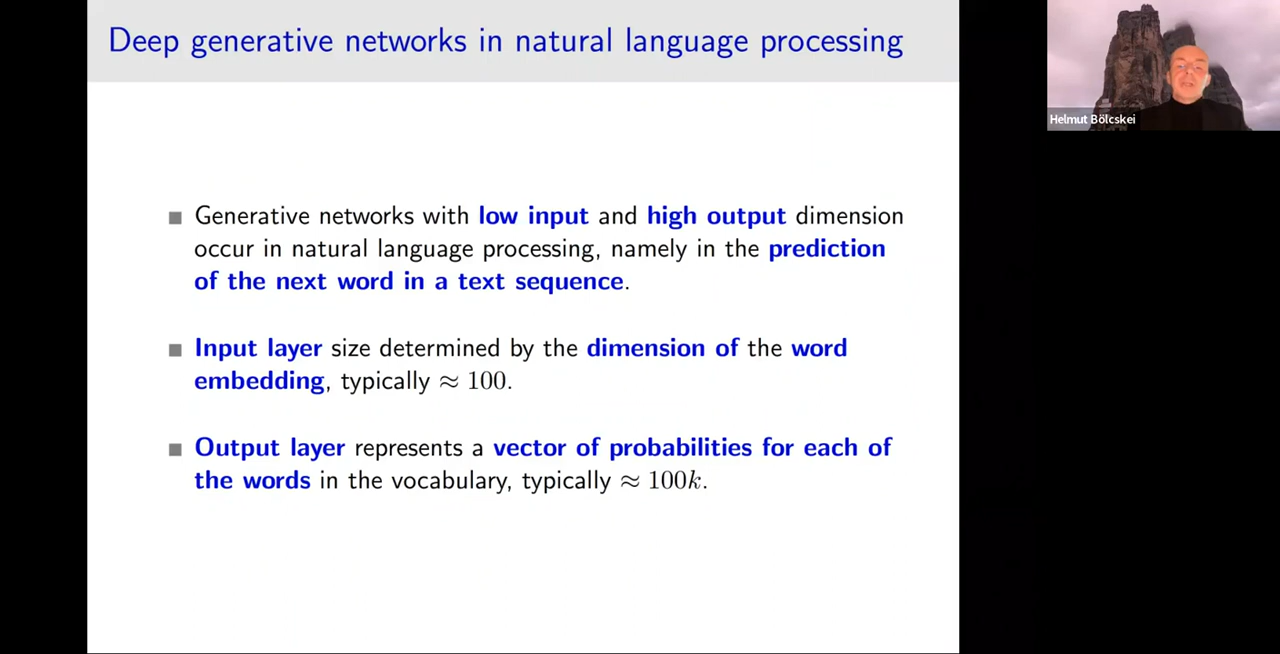 Deep generative networks in natural language processing
Generative networks with low input and high output dimension
occur in natural language processing, namely in the prediction
of the next word in a text sequence.
Input layer size determined by the dimension of the word
embedding, typically ≈ 100.
Output layer represents a vector of probabilities for each of
the words in the vocabulary, typically ≈ 100k.
Helmut Bölcskei